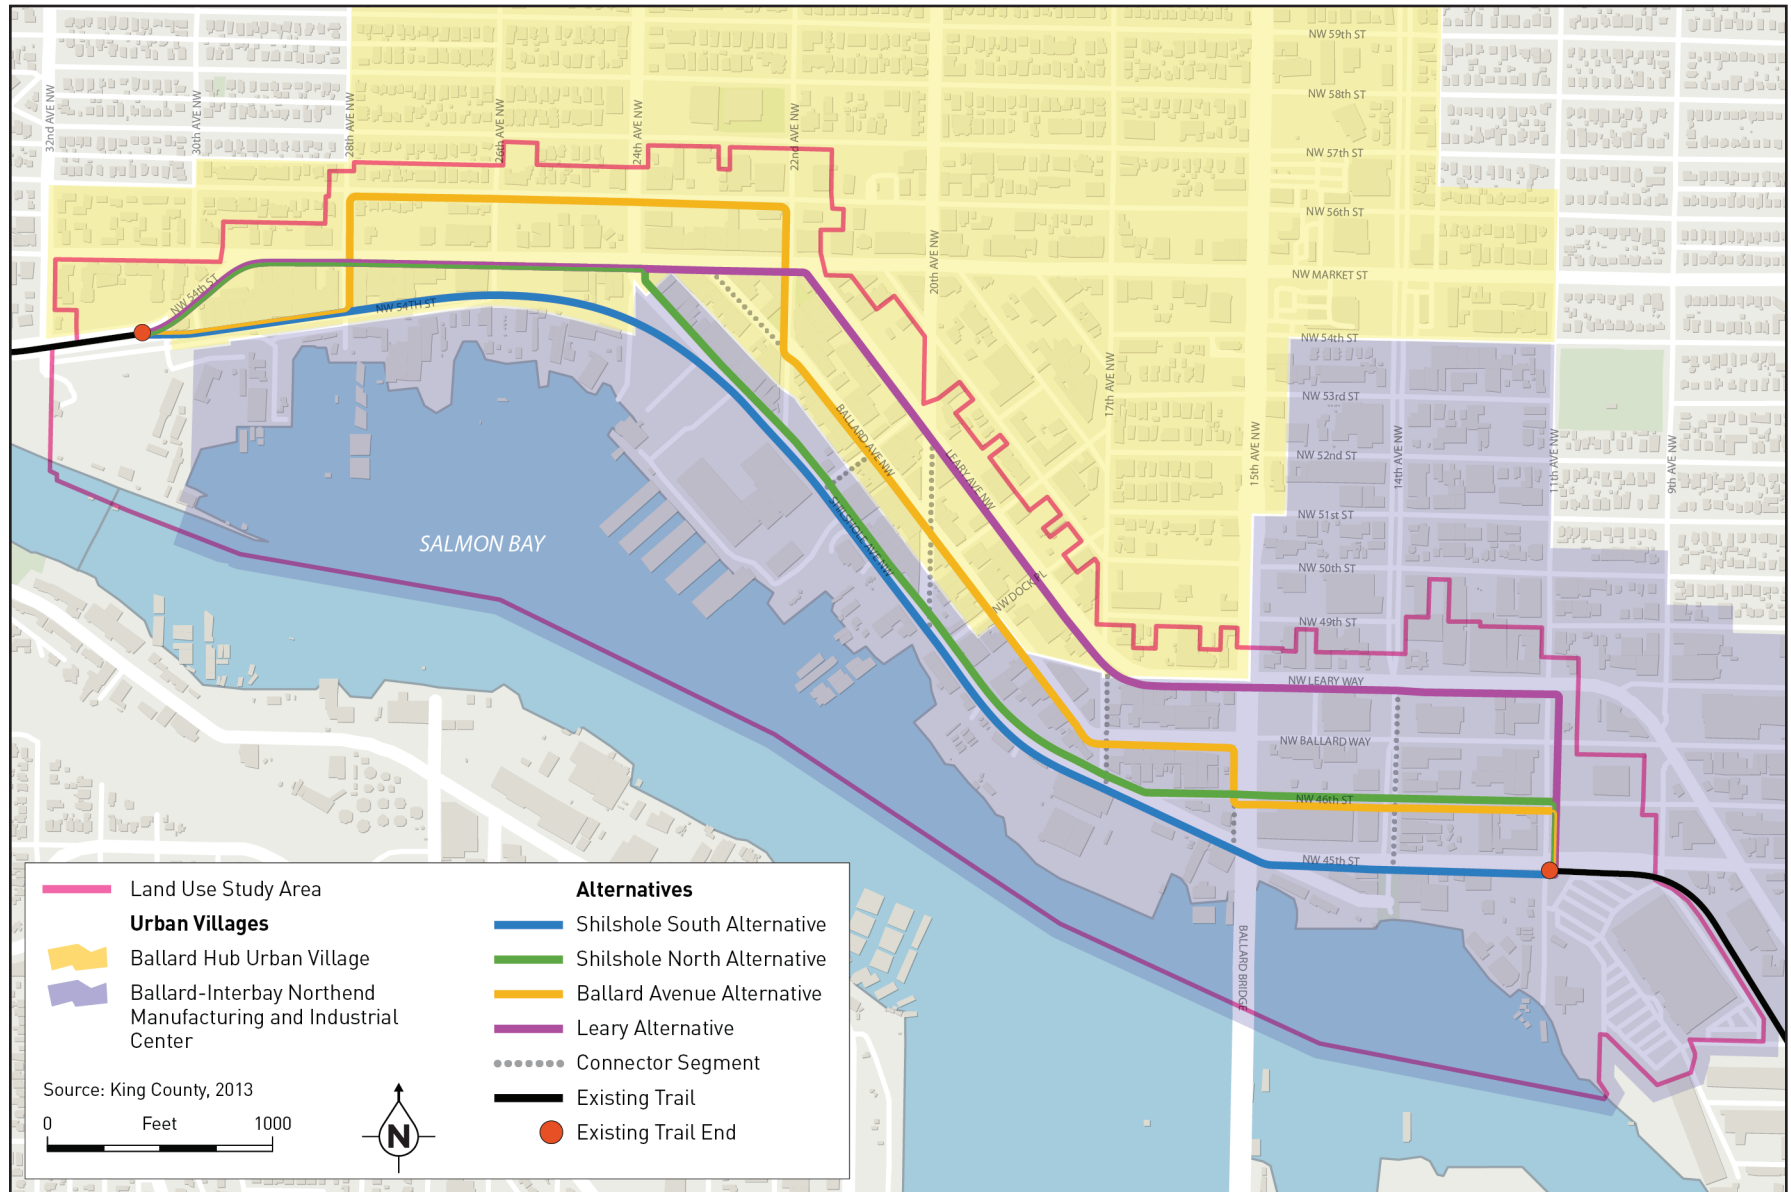 NW 59th ST
NW 58th ST
NW 57th ST
NW 56th ST
NW MARKET ST
NW 54th ST
NW 53rd ST
NW 52nd ST
NW 51st ST
NW 50th ST
NW 49th ST
NW LEARY WAY
NW BALLARD WAY
NW 46th ST
NW 45th ST
32nd AVE NW
30th AVE NW
28th AVE NW
26th AVE NW
24th AVE NW
22nd AVE NW
20th AVE NW
17th AVE NW
15th AVE NW
14th AVE NW
11th AVE NW
9th AVE NW
NW 54th ST
NW 54TH ST
BALLARD AVE NW
LEARY AVE NW
SHILSHOLE AVE NW
NW DOCK PL
SALMON BAY
BALLARD BRIDGE
Land Use Study Area
Urban Villages
Ballard Hub Urban Village
Ballard-Interbay Northend
Manufacturing and Industrial
Center
Source: King County, 2013
0 Feet 1000
N
Alternatives
Shilshole South Alternative
Shilshole North Alternative
Ballard Avenue Alternative
Leary Alternative
Connector Segment
Existing Trail
Existing Trail End